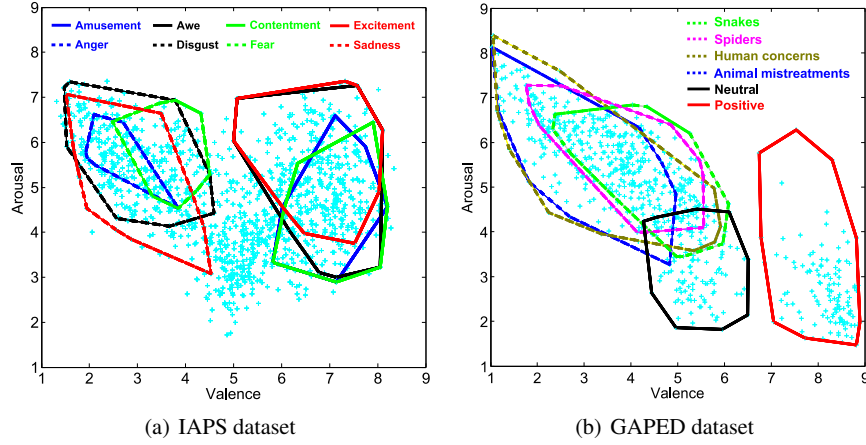 Amusement Awe Contentment Excitement
Anger Disgust Fear Sadness
9
8
7
6
5
4
3
2
1
Arousal
1 2 3 4 5 6 7 8 9
Valence
(a) IAPS dataset
Snakes
Spiders
Human concerns
Animal mistreatments
Neutral
Positive
9
8
7
6
5
4
3
2
1
Arousal
1 2 3 4 5 6 7 8 9
Valence
(b) GAPED dataset